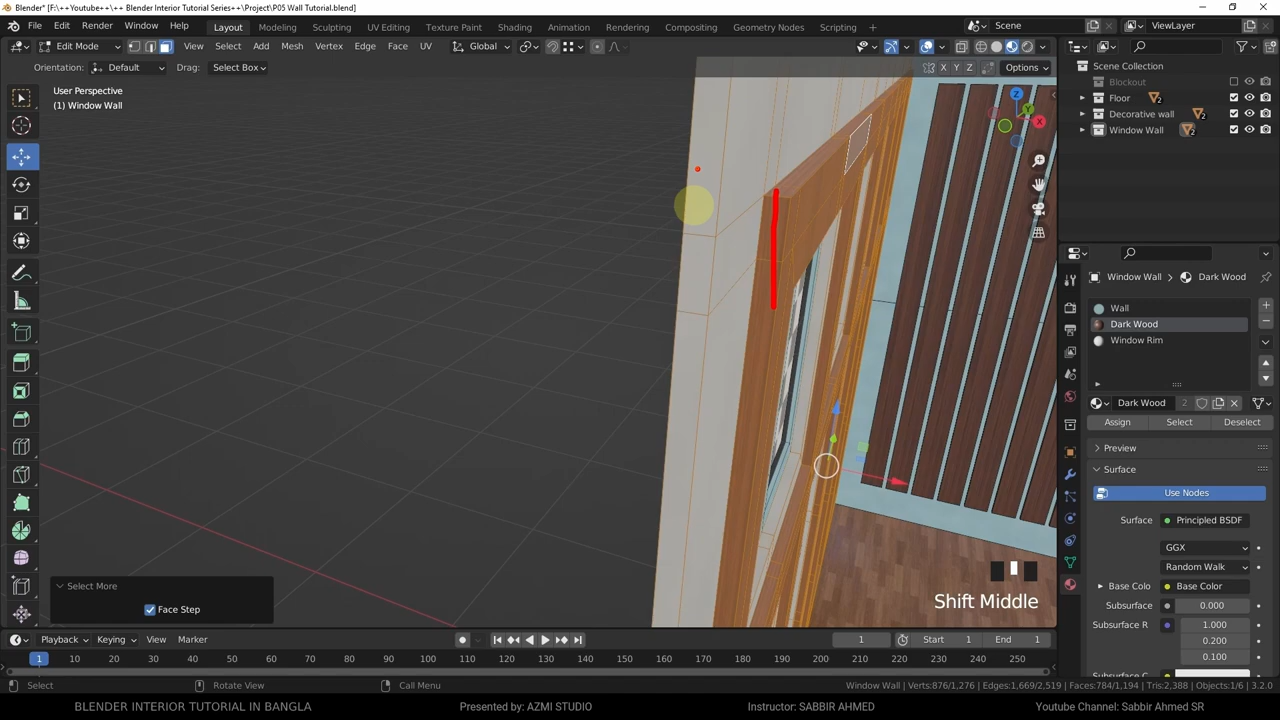 Blender* [F:\++Youtube\++ Blender Interior Tutorial Series++\Project\P05 Wall Tutorial.blend]
File Edit Render Window Help Layout Modeling Sculpting UV Editing Texture Paint Shading Animation Rendering Compositing Geometry Nodes Scripting Scene ViewLayer
Edit Mode View Select Add Mesh Vertex Edge Face UV Global
Orientation: Default Drag: Select Box X Y Z Options
User Perspective
(1) Window Wall
Z
Y
X
Scene Collection
Blockout
Floor 2
Decorative wall 2
Window Wall 2
Window Wall Dark Wood
Wall
Dark Wood
Window Rim
Dark Wood 2
Assign Select Deselect
Preview
Surface
Use Nodes
Surface Principled BSDF
GGX
Random Walk
Base Colo Base Color
Subsurface 0.000
Subsurface R 1.000
0.200
0.100
Subsurface C
Select More
Face Step
Shift Middle
Playback Keying View Marker 1 Start 1 End 250
1 10 20 30 40 50 60 70 80 90 100 110 120 130 140 150 160 170 180 190 200 210 220 230 240 250
Select Rotate View Call Menu Window Wall | Verts:876/1,276 | Edges:1,669/2,519 | Faces:784/1,194 | Tris:2,388 | Objects:1/6 | 3.2.0
BLENDER INTERIOR TUTORIAL IN BANGLA Presented by: AZMI STUDIO Instructor: SABBIR AHMED Youtube Channel: Sabbir Ahmed SR